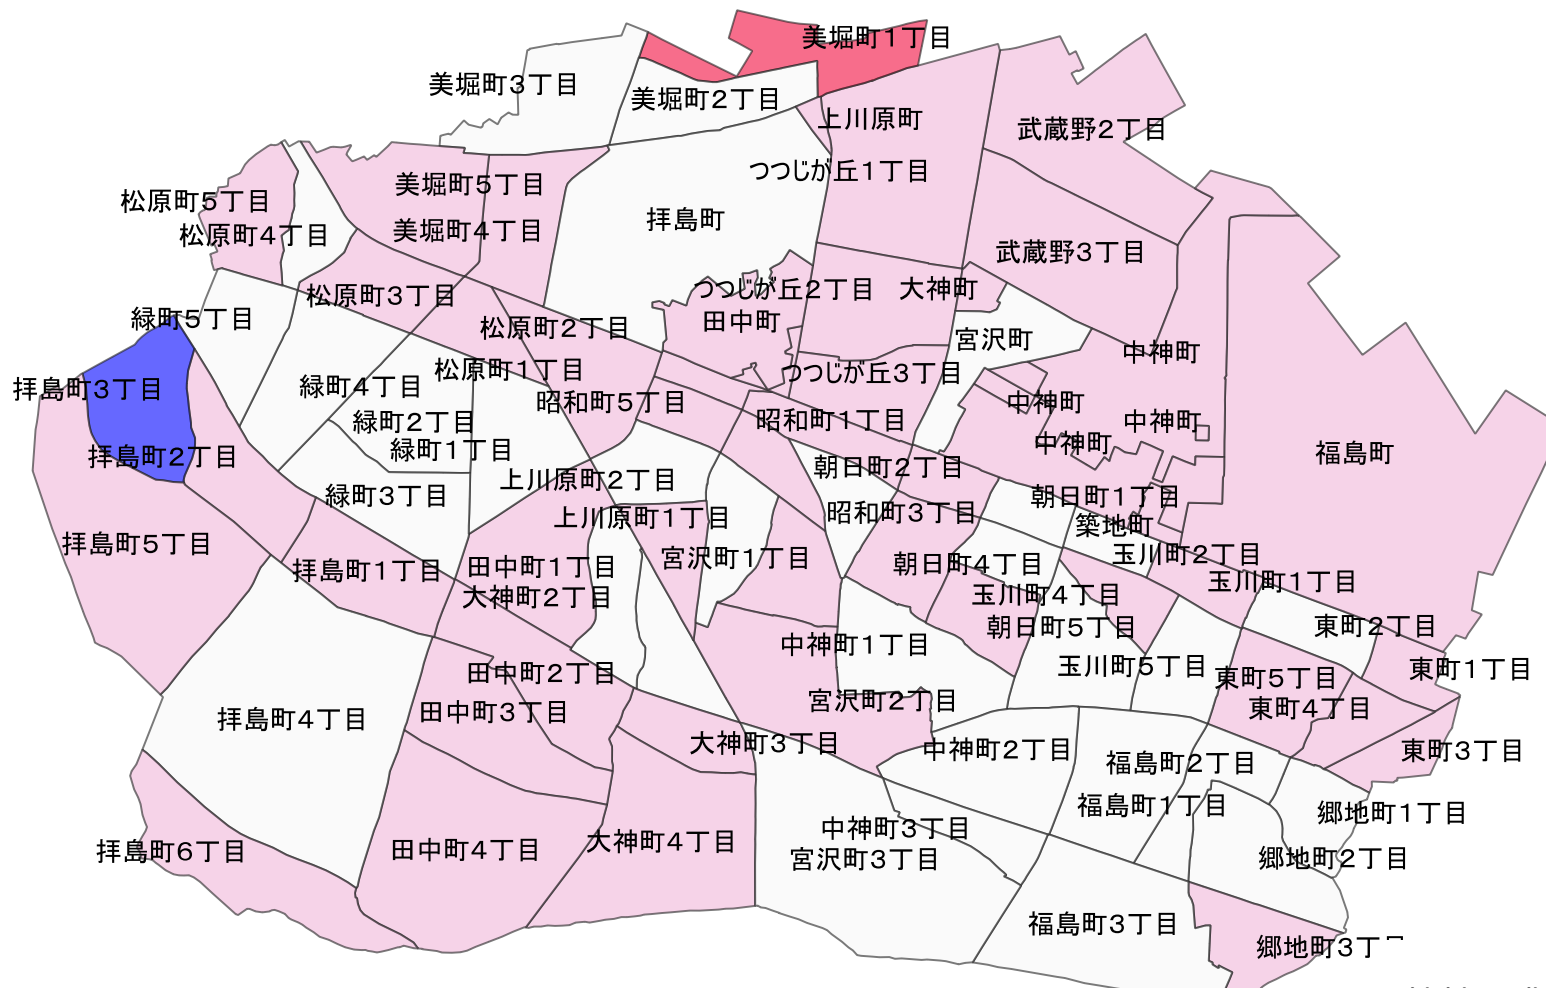 美堀町１丁目
美堀町３丁目
美堀町２丁目
上川原町
武蔵野２丁目
つつじが丘１丁目
美堀町５丁目
松原町５丁目
拝島町
美堀町４丁目
松原町４丁目
武蔵野３丁目
つつじが丘２丁目
大神町
松原町３丁目
緑町５丁目
田中町
松原町２丁目
宮沢町
中神町
松原町１丁目
つつじが丘３丁目
緑町４丁目
拝島町３丁目
昭和町５丁目
中神町
昭和町１丁目
緑町２丁目
中神町
中神町
緑町１丁目
福島町
拝島町２丁目
朝日町２丁目
上川原町２丁目
緑町３丁目
朝日町１丁目
昭和町３丁目
上川原町１丁目
築地町
拝島町５丁目
玉川町２丁目
宮沢町１丁目
朝日町４丁目
田中町１丁目
拝島町１丁目
玉川町１丁目
玉川町４丁目
大神町２丁目
朝日町５丁目
東町２丁目
中神町１丁目
玉川町５丁目
東町１丁目
田中町２丁目
東町５丁目
宮沢町２丁目
東町４丁目
田中町３丁目
拝島町４丁目
大神町３丁目
中神町２丁目
東町３丁目
福島町２丁目
福島町１丁目
郷地町１丁目
中神町３丁目
大神町４丁目
田中町４丁目
拝島町６丁目
宮沢町３丁目
郷地町２丁目
福島町３丁目
郷地町３丁